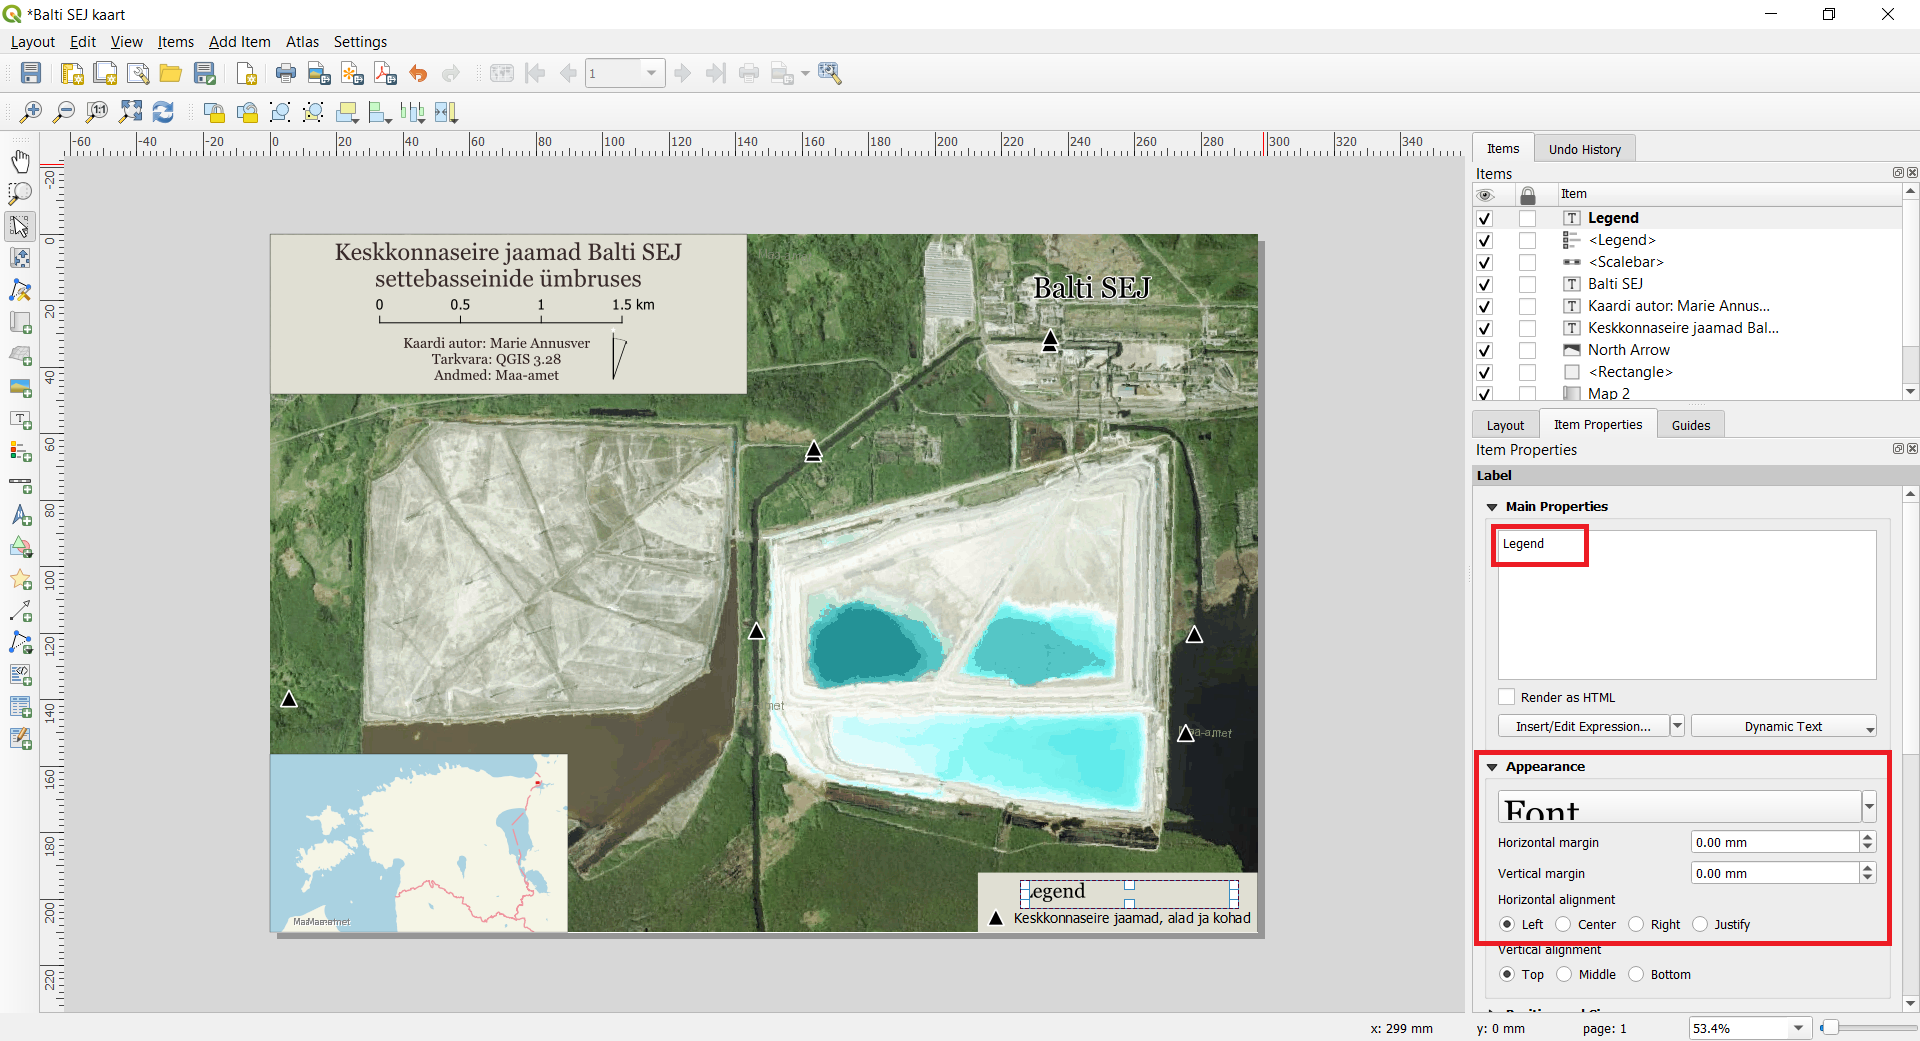 *Balti SEJ kaart
Layout Edit View Items Add Item Atlas Settings
1
-60 -40 -20 0 20 40 60 80 100 120 140 160 180 200 220 240 260 280 300 320 340
-20
0
20
40
60
80
100
120
140
160
180
200
220
Keskkonnaseire jaamad Balti SEJ
settebasseinide ümbruses
0 0.5 1 1.5 km
Kaardi autor: Marie Annusver
Tarkvara: QGIS 3.28
Andmed: Maa-amet
Balti SEJ
Maa-amet
Legend
Keskkonnaseire jaamad, alad ja kohad
Items Undo History
Items
Item
Legend
<Legend>
<Scalebar>
Balti SEJ
Kaardi autor: Marie Annus...
Keskkonnaseire jaamad Bal...
North Arrow
<Rectangle>
Map 2
Layout Item Properties Guides
Item Properties
Label
Main Properties
Legend
Render as HTML
Insert/Edit Expression... Dynamic Text
Appearance
Font
Horizontal margin 0.00 mm
Vertical margin 0.00 mm
Horizontal alignment
Left Center Right Justify
Vertical alignment
Top Middle Bottom
x: 299 mm y: 0 mm page: 1 53.4%